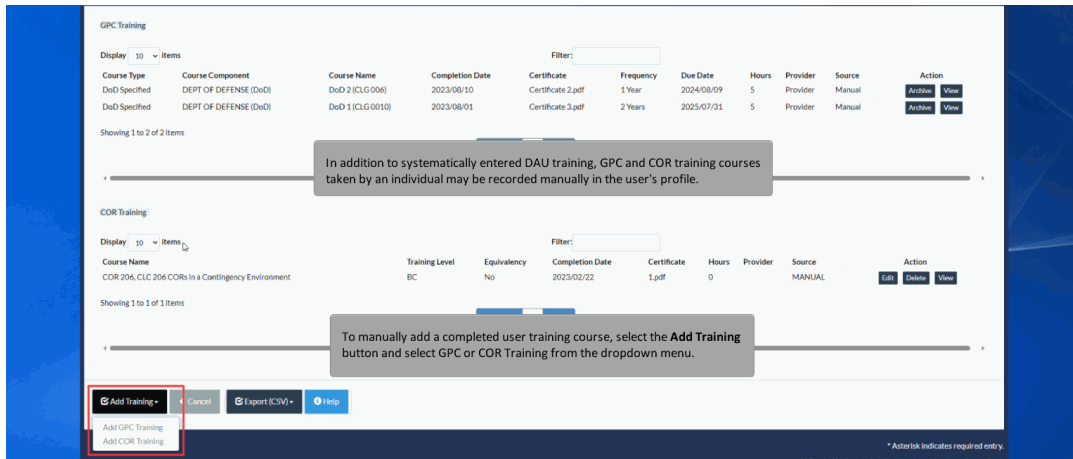 GPC Training
Display 10 items Filter:
Course Type Course Component Course Name Completion Date Certificate Frequency Due Date Hours Provider Source Action
DoD Specified DEPT OF DEFENSE (DoD) DoD 2 (CLG 006) 2023/08/10 Certificate 2.pdf 1 Year 2024/08/09 5 Provider Manual Archive View
DoD Specified DEPT OF DEFENSE (DoD) DoD 1 (CLG 0010) 2023/08/01 Certificate 3.pdf 2 Years 2025/07/31 5 Provider Manual Archive View
Showing 1 to 2 of 2 items
In addition to systematically entered DAU training, GPC and COR training courses
taken by an individual may be recorded manually in the user's profile.
COR Training
Display 10 items Filter:
Course Name Training Level Equivalency Completion Date Certificate Hours Provider Source Action
COR 206, CLC 206 CORs in a Contingency Environment BC No 2023/02/22 1.pdf 0 MANUAL Edit Delete View
Showing 1 to 1 of 1 items
To manually add a completed user training course, select the Add Training
button and select GPC or COR Training from the dropdown menu.
Add Training Cancel Export (CSV) Help
Add GPC Training
Add COR Training
* Asterisk indicates required entry.